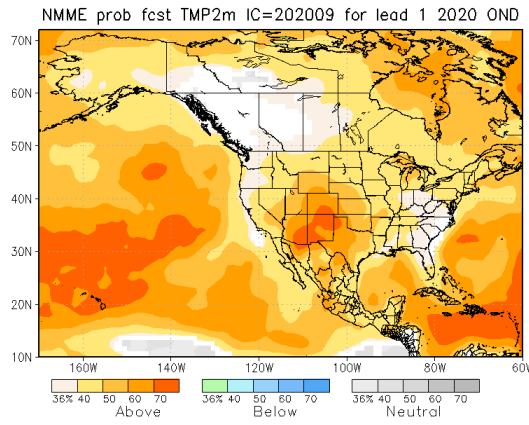 NMME prob fcst TMP2m IC=202009 for lead 1 2020 OND
70N
60N
50N
40N
30N
20N
10N
160W 140W 120W 100W 80W 60W
36% 40 50 60 70 36% 40 50 60 70 36% 40 50 60 70
Above Below Neutral